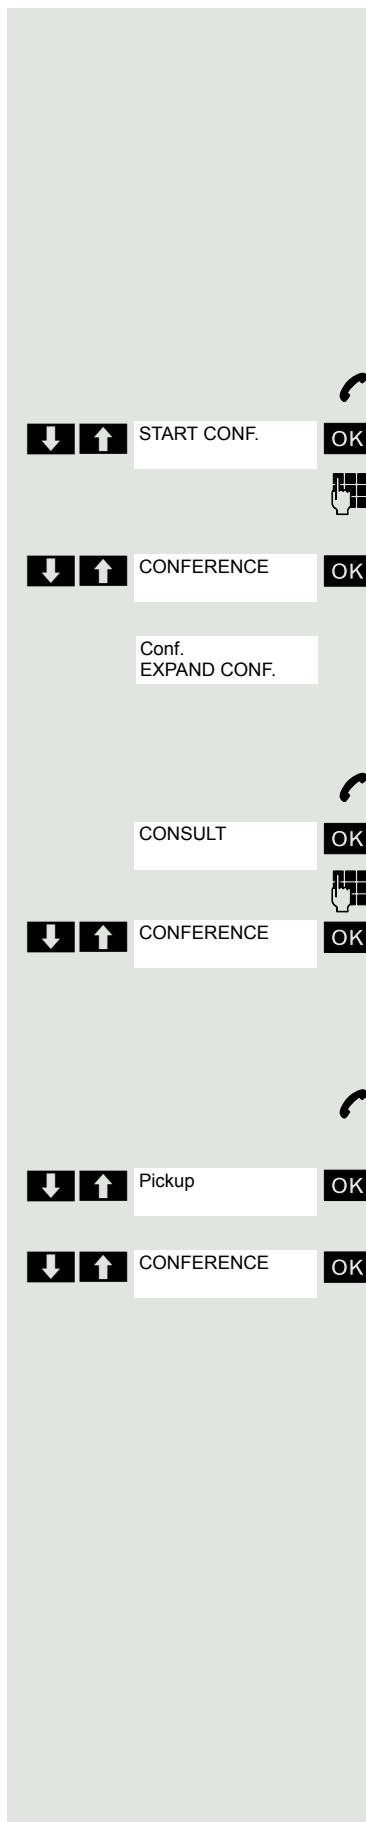 START CONF. OK
CONFERENCE OK
Conf.
EXPAND CONF.
CONSULT OK
CONFERENCE OK
Pickup OK
CONFERENCE OK